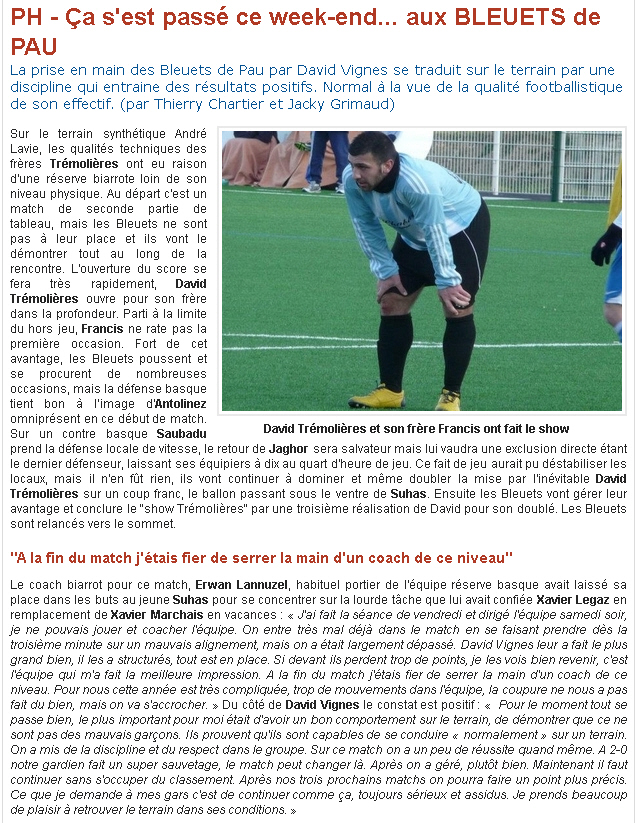 PH - Ça s'est passé ce week-end... aux BLEUETS de
PAU
La prise en main des Bleuets de Pau par David Vignes se traduit sur le terrain par une
discipline qui entraine des résultats positifs. Normal à la vue de la qualité footballistique
de son effectif. (par Thierry Chartier et Jacky Grimaud)
Sur le terrain synthétique André
Lavie, les qualités techniques des
frères Trémolières ont eu raison
d'une réserve biarrote loin de son
niveau physique. Au départ c'est un
match de seconde partie de
tableau, mais les Bleuets ne sont
pas à leur place et ils vont le
démontrer tout au long de la
rencontre. L'ouverture du score se
fera très rapidement, David
Trémolières ouvre pour son frère
dans la profondeur. Parti à la limite
du hors jeu, Francis ne rate pas la
première occasion. Fort de cet
avantage, les Bleuets poussent et
se procurent de nombreuses
occasions, mais la défense basque
tient bon à l'image d'Antolinez
omniprésent en ce début de match.
Sur un contre basque Saubadu
David Trémolières et son frère Francis ont fait le show
prend la défense locale de vitesse, le retour de Jaghor sera salvateur mais lui vaudra une exclusion directe étant
le dernier défenseur, laissant ses équipiers à dix au quart d'heure de jeu. Ce fait de jeu aurait pu déstabiliser les
locaux, mais il n'en fût rien, ils vont continuer à dominer et même doubler la mise par l'inévitable David
Trémolières sur un coup franc, le ballon passant sous le ventre de Suhas. Ensuite les Bleuets vont gérer leur
avantage et conclure le "show Trémolières" par une troisième réalisation de David pour son doublé. Les Bleuets
sont relancés vers le sommet.
"A la fin du match j'étais fier de serrer la main d'un coach de ce niveau"
Le coach biarrot pour ce match, Erwan Lannuzel, habituel portier de l'équipe réserve basque avait laissé sa
place dans les buts au jeune Suhas pour se concentrer sur la lourde tâche que lui avait confiée Xavier Legaz en
remplacement de Xavier Marchais en vacances : « J'ai fait la séance de vendredi et dirigé l'équipe samedi soir,
je ne pouvais jouer et coacher l'équipe. On entre très mal déjà dans le match en se faisant prendre dès la
troisième minute sur un mauvais alignement, mais on a était largement dépassé. David Vignes leur a fait le plus
grand bien, il les a structurés, tout est en place. Si devant ils perdent trop de points, je les vois bien revenir, c'est
l'équipe qui m'a fait la meilleure impression. A la fin du match j'étais fier de serrer la main d'un coach de ce
niveau. Pour nous cette année est très compliquée, trop de mouvements dans l'équipe, la coupure ne nous a pas
fait du bien, mais on va s'accrocher. » Du côté de David Vignes le constat est positif : « Pour le moment tout se
passe bien, le plus important pour moi était d'avoir un bon comportement sur le terrain, de démontrer que ce ne
sont pas des mauvais garçons. Ils prouvent qu'ils sont capables de se conduire « normalement » sur un terrain.
On a mis de la discipline et du respect dans le groupe. Sur ce match on a un peu de réussite quand même. A 2-0
notre gardien fait un super sauvetage, le match peut changer là. Après on a géré, plutôt bien. Maintenant il faut
continuer sans s'occuper du classement. Après nos trois prochains matchs on pourra faire un point plus précis.
Ce que je demande à mes gars c'est de continuer comme ça, toujours sérieux et assidus. Je prends beaucoup
de plaisir à retrouver le terrain dans ses conditions. »